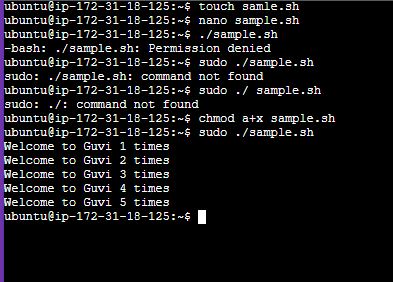 ubuntu@ip-172-31-18-125:~$ touch samle.sh
ubuntu@ip-172-31-18-125:~$ nano sample.sh
ubuntu@ip-172-31-18-125:~$ ./sample.sh
-bash: ./sample.sh: Permission denied
ubuntu@ip-172-31-18-125:~$ sudo ./sample.sh
sudo: ./sample.sh: command not found
ubuntu@ip-172-31-18-125:~$ sudo ./ sample.sh
sudo: ./: command not found
ubuntu@ip-172-31-18-125:~$ chmod a+x sample.sh
ubuntu@ip-172-31-18-125:~$ sudo ./sample.sh
Welcome to Guvi 1 times
Welcome to Guvi 2 times
Welcome to Guvi 3 times
Welcome to Guvi 4 times
Welcome to Guvi 5 times
ubuntu@ip-172-31-18-125:~$